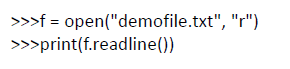 >>>f = open("demofile.txt", "r")
>>>print(f.readline())